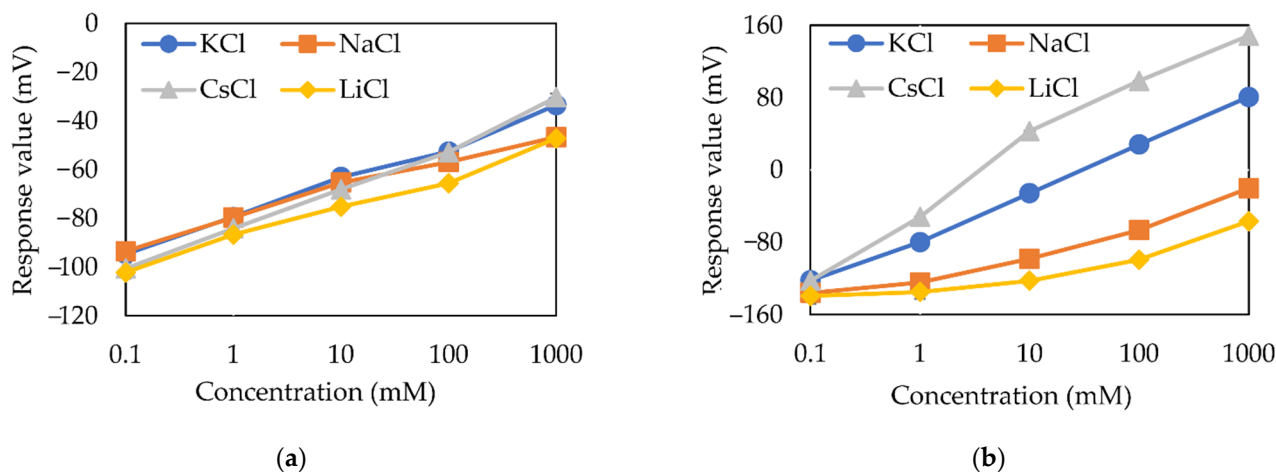 0
−20
−40
−60
−80
−100
−120
Response value (mV)
KCl NaCl
CsCl LiCl
0.1 1 10 100 1000
Concentration (mM)
(a)
160
80
0
−80
−160
Response value (mV)
KCl NaCl
CsCl LiCl
0.1 1 10 100 1000
Concentration (mM)
(b)